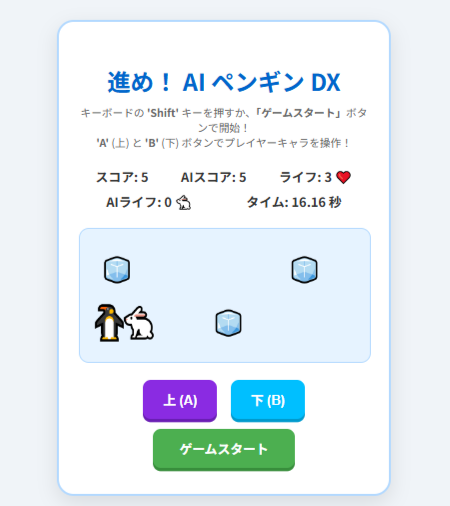 進め！ AI ペンギン DX
キーボードの 'Shift' キーを押すか、「ゲームスタート」ボタ
ンで開始！
'A' (上) と 'B' (下) ボタンでプレイヤーキャラを操作！
スコア: 5 AIスコア: 5 ライフ: 3
AIライフ: 0 タイム: 16.16 秒
上 (A) 下 (B)
ゲームスタート